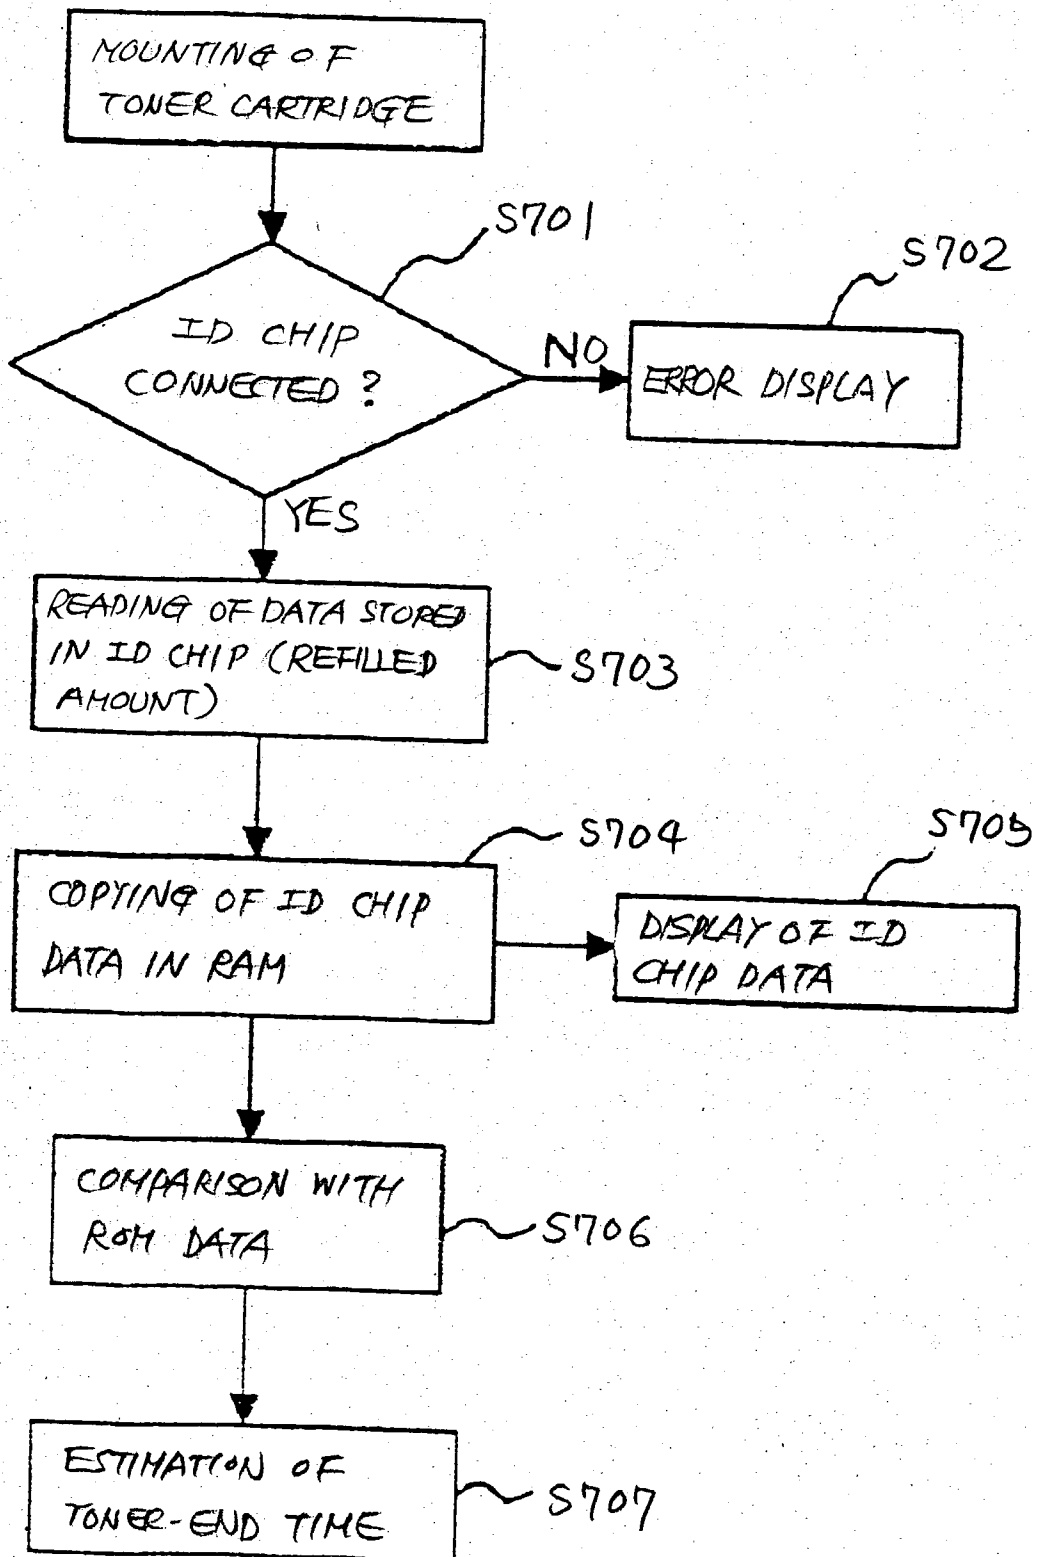 MOUNTING OF
TONER CARTRIDGE
S701
S702
ID CHIP
CONNECTED ?
NO
ERROR DISPLAY
YES
READING OF DATA STORED
IN ID CHIP (REFILLED
AMOUNT)
S703
S704
S705
COPYING OF ID CHIP
DATA IN RAM
DISPLAY OF ID
CHIP DATA
COMPARISON WITH
ROM DATA
S706
ESTIMATION OF
TONER-END TIME
S707